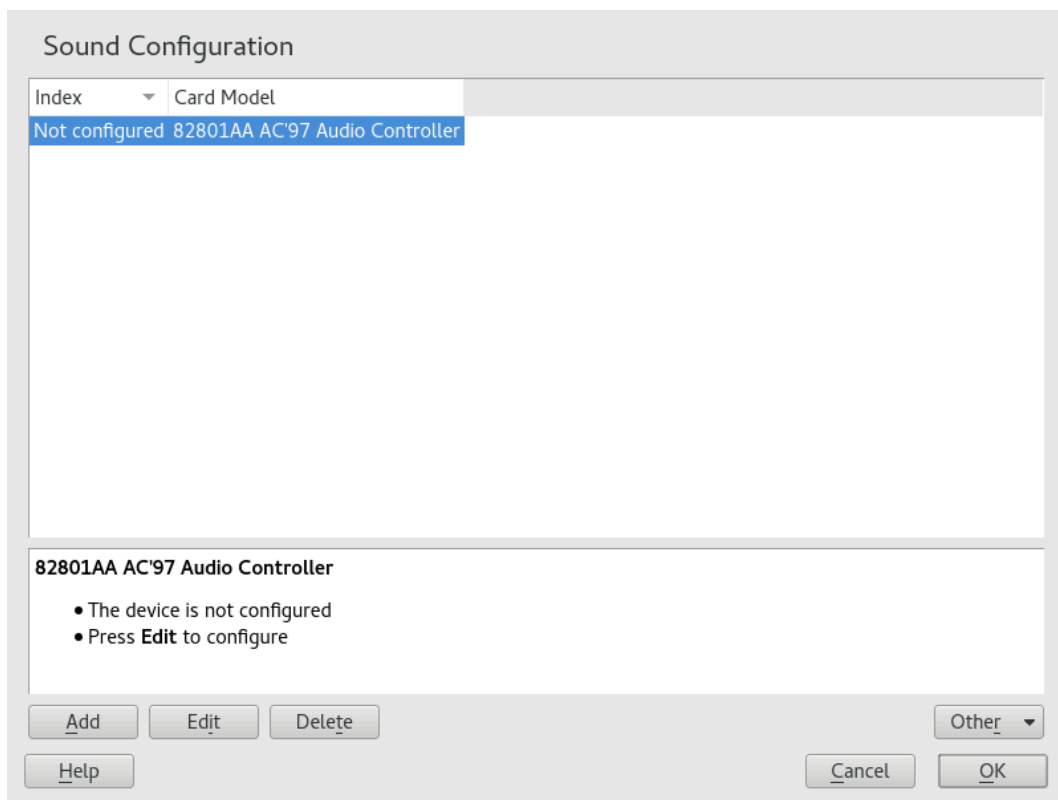 Sound Configuration
Index Card Model
Not configured 82801AA AC'97 Audio Controller
82801AA AC'97 Audio Controller
• The device is not configured
• Press Edit to configure
Add Edit Delete Other
Help Cancel OK